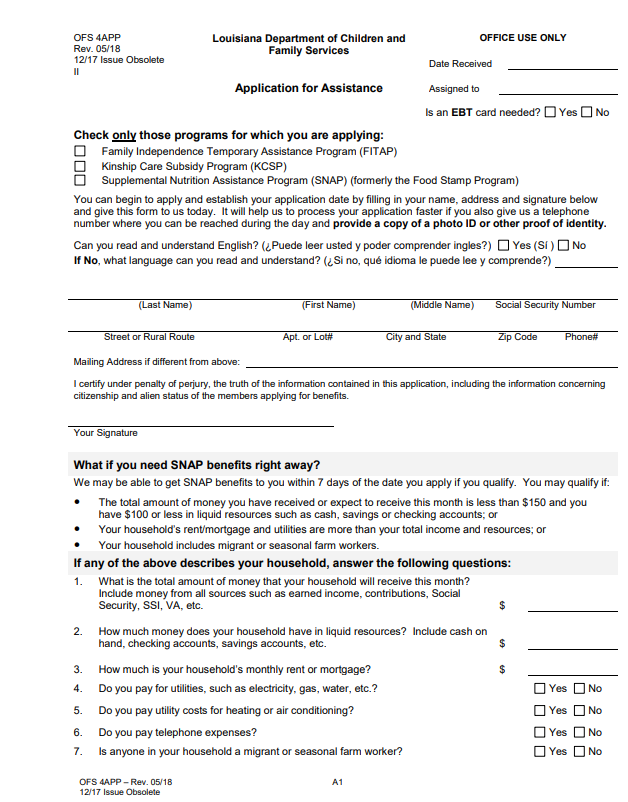 OFS 4APP
Rev. 05/18
12/17 Issue Obsolete
II
Louisiana Department of Children and
Family Services
Application for Assistance
OFFICE USE ONLY
Date Received
Assigned to
Is an EBT card needed? Yes No
Check only those programs for which you are applying:
Family Independence Temporary Assistance Program (FITAP)
Kinship Care Subsidy Program (KCSP)
Supplemental Nutrition Assistance Program (SNAP) (formerly the Food Stamp Program)
You can begin to apply and establish your application date by filling in your name, address and signature below
and give this form to us today. It will help us to process your application faster if you also give us a telephone
number where you can be reached during the day and provide a copy of a photo ID or other proof of identity.
Can you read and understand English? (¿Puede leer usted y poder comprender ingles?) Yes (Sí ) No
If No, what language can you read and understand? (¿Si no, qué idioma le puede lee y comprende?)
(Last Name) (First Name) (Middle Name) Social Security Number
Street or Rural Route Apt. or Lot# City and State Zip Code Phone#
Mailing Address if different from above:
I certify under penalty of perjury, the truth of the information contained in this application, including the information concerning
citizenship and alien status of the members applying for benefits.
Your Signature
What if you need SNAP benefits right away?
We may be able to get SNAP benefits to you within 7 days of the date you apply if you qualify. You may qualify if:
• The total amount of money you have received or expect to receive this month is less than $150 and you
have $100 or less in liquid resources such as cash, savings or checking accounts; or
• Your household's rent/mortgage and utilities are more than your total income and resources; or
• Your household includes migrant or seasonal farm workers.
If any of the above describes your household, answer the following questions:
1. What is the total amount of money that your household will receive this month?
Include money from all sources such as earned income, contributions, Social
Security, SSI, VA, etc. $
2. How much money does your household have in liquid resources? Include cash on
hand, checking accounts, savings accounts, etc. $
3. How much is your household's monthly rent or mortgage? $
4. Do you pay for utilities, such as electricity, gas, water, etc.? Yes No
5. Do you pay utility costs for heating or air conditioning? Yes No
6. Do you pay telephone expenses? Yes No
7. Is anyone in your household a migrant or seasonal farm worker? Yes No
OFS 4APP – Rev. 05/18 A1
12/17 Issue Obsolete